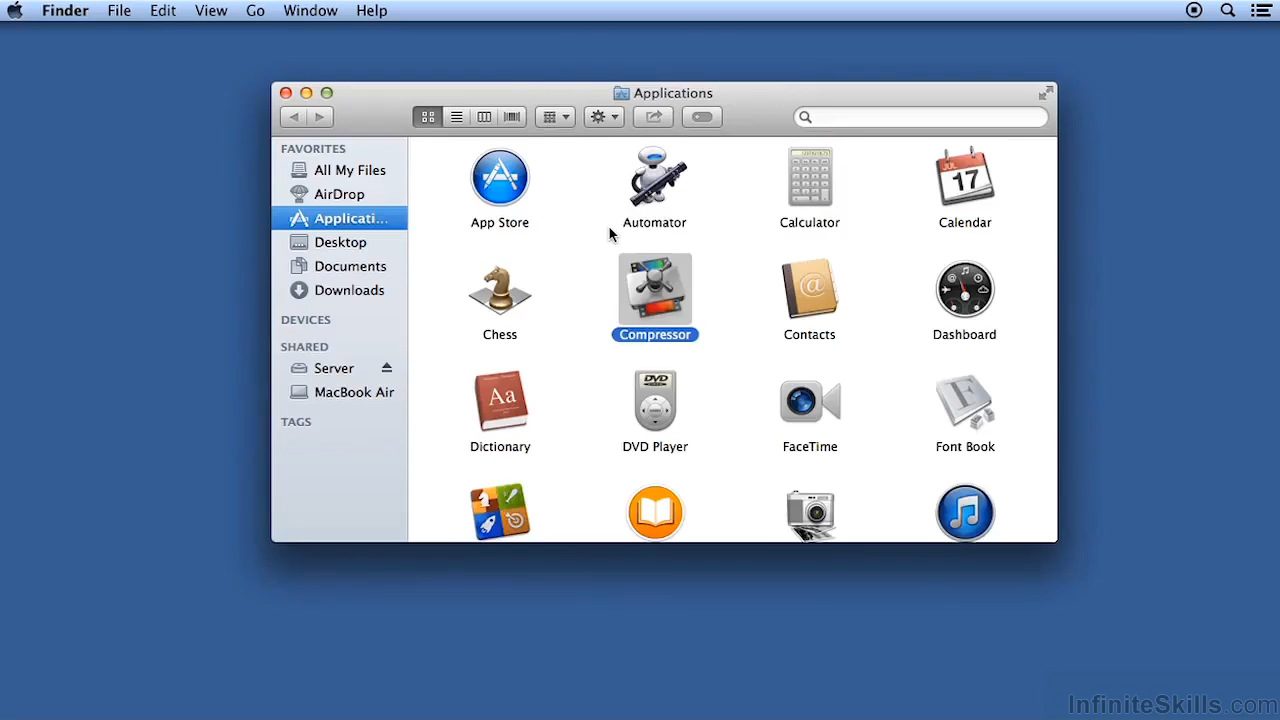 Finder File Edit View Go Window Help
Applications
FAVORITES
All My Files
AirDrop
Applicati...
Desktop
Documents
Downloads
DEVICES
SHARED
Server
MacBook Air
TAGS
App Store Automator Calculator Calendar
JUL
17
Chess Compressor Contacts Dashboard
@
Aa
DVD
F
Dictionary DVD Player FaceTime Font Book
InfiniteSkills.com